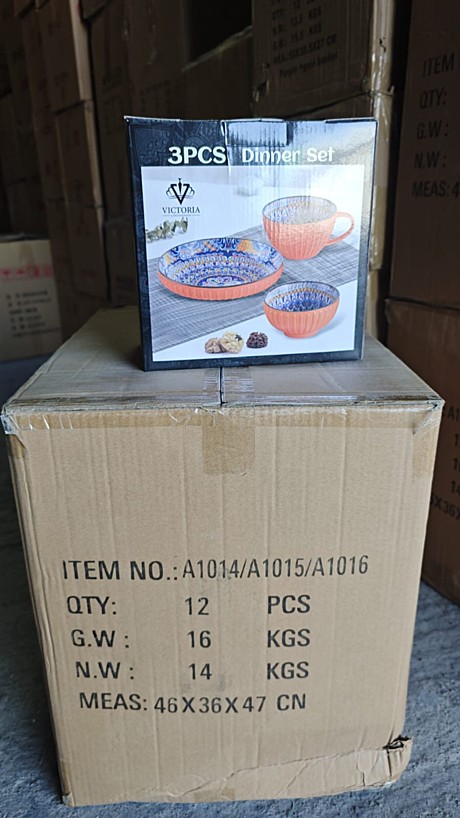 3PCS Dinner Set
VICTORIA
ITEM NO.: A1014/A1015/A1016
QTY: 12 PCS
G.W : 16 KGS
N.W : 14 KGS
MEAS: 46X36X47 CN
ITEM
QTY:
G.W :
N.W :
MEAS: 4